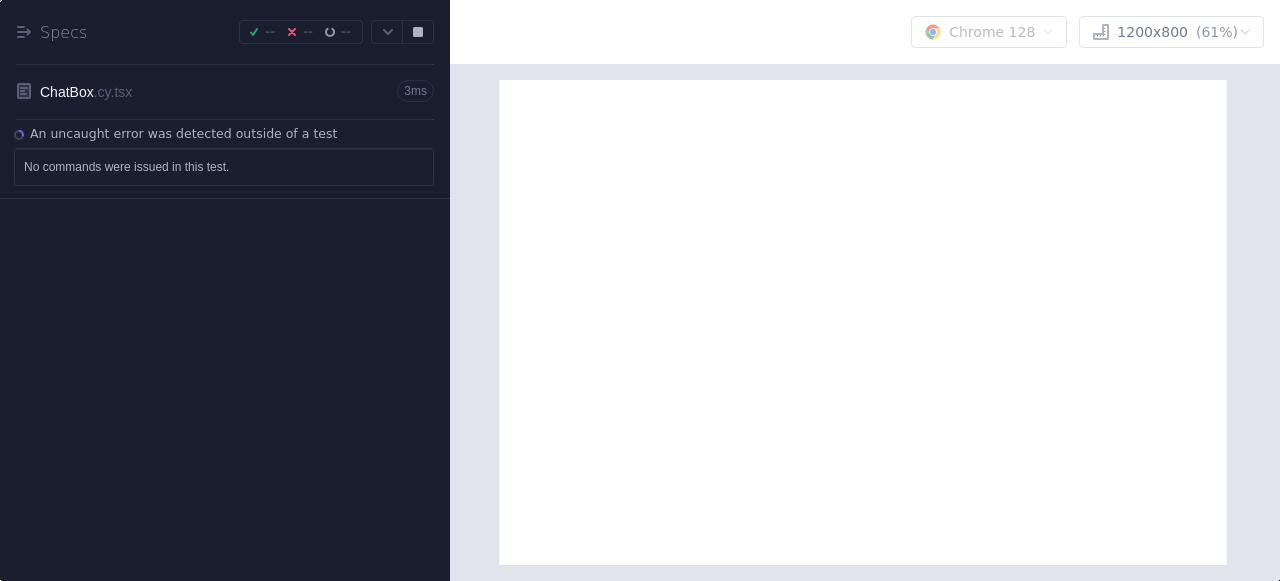 Specs
--
--
--
Chrome 128
1200x800 (61%)
ChatBox.cy.tsx
3ms
An uncaught error was detected outside of a test
No commands were issued in this test.